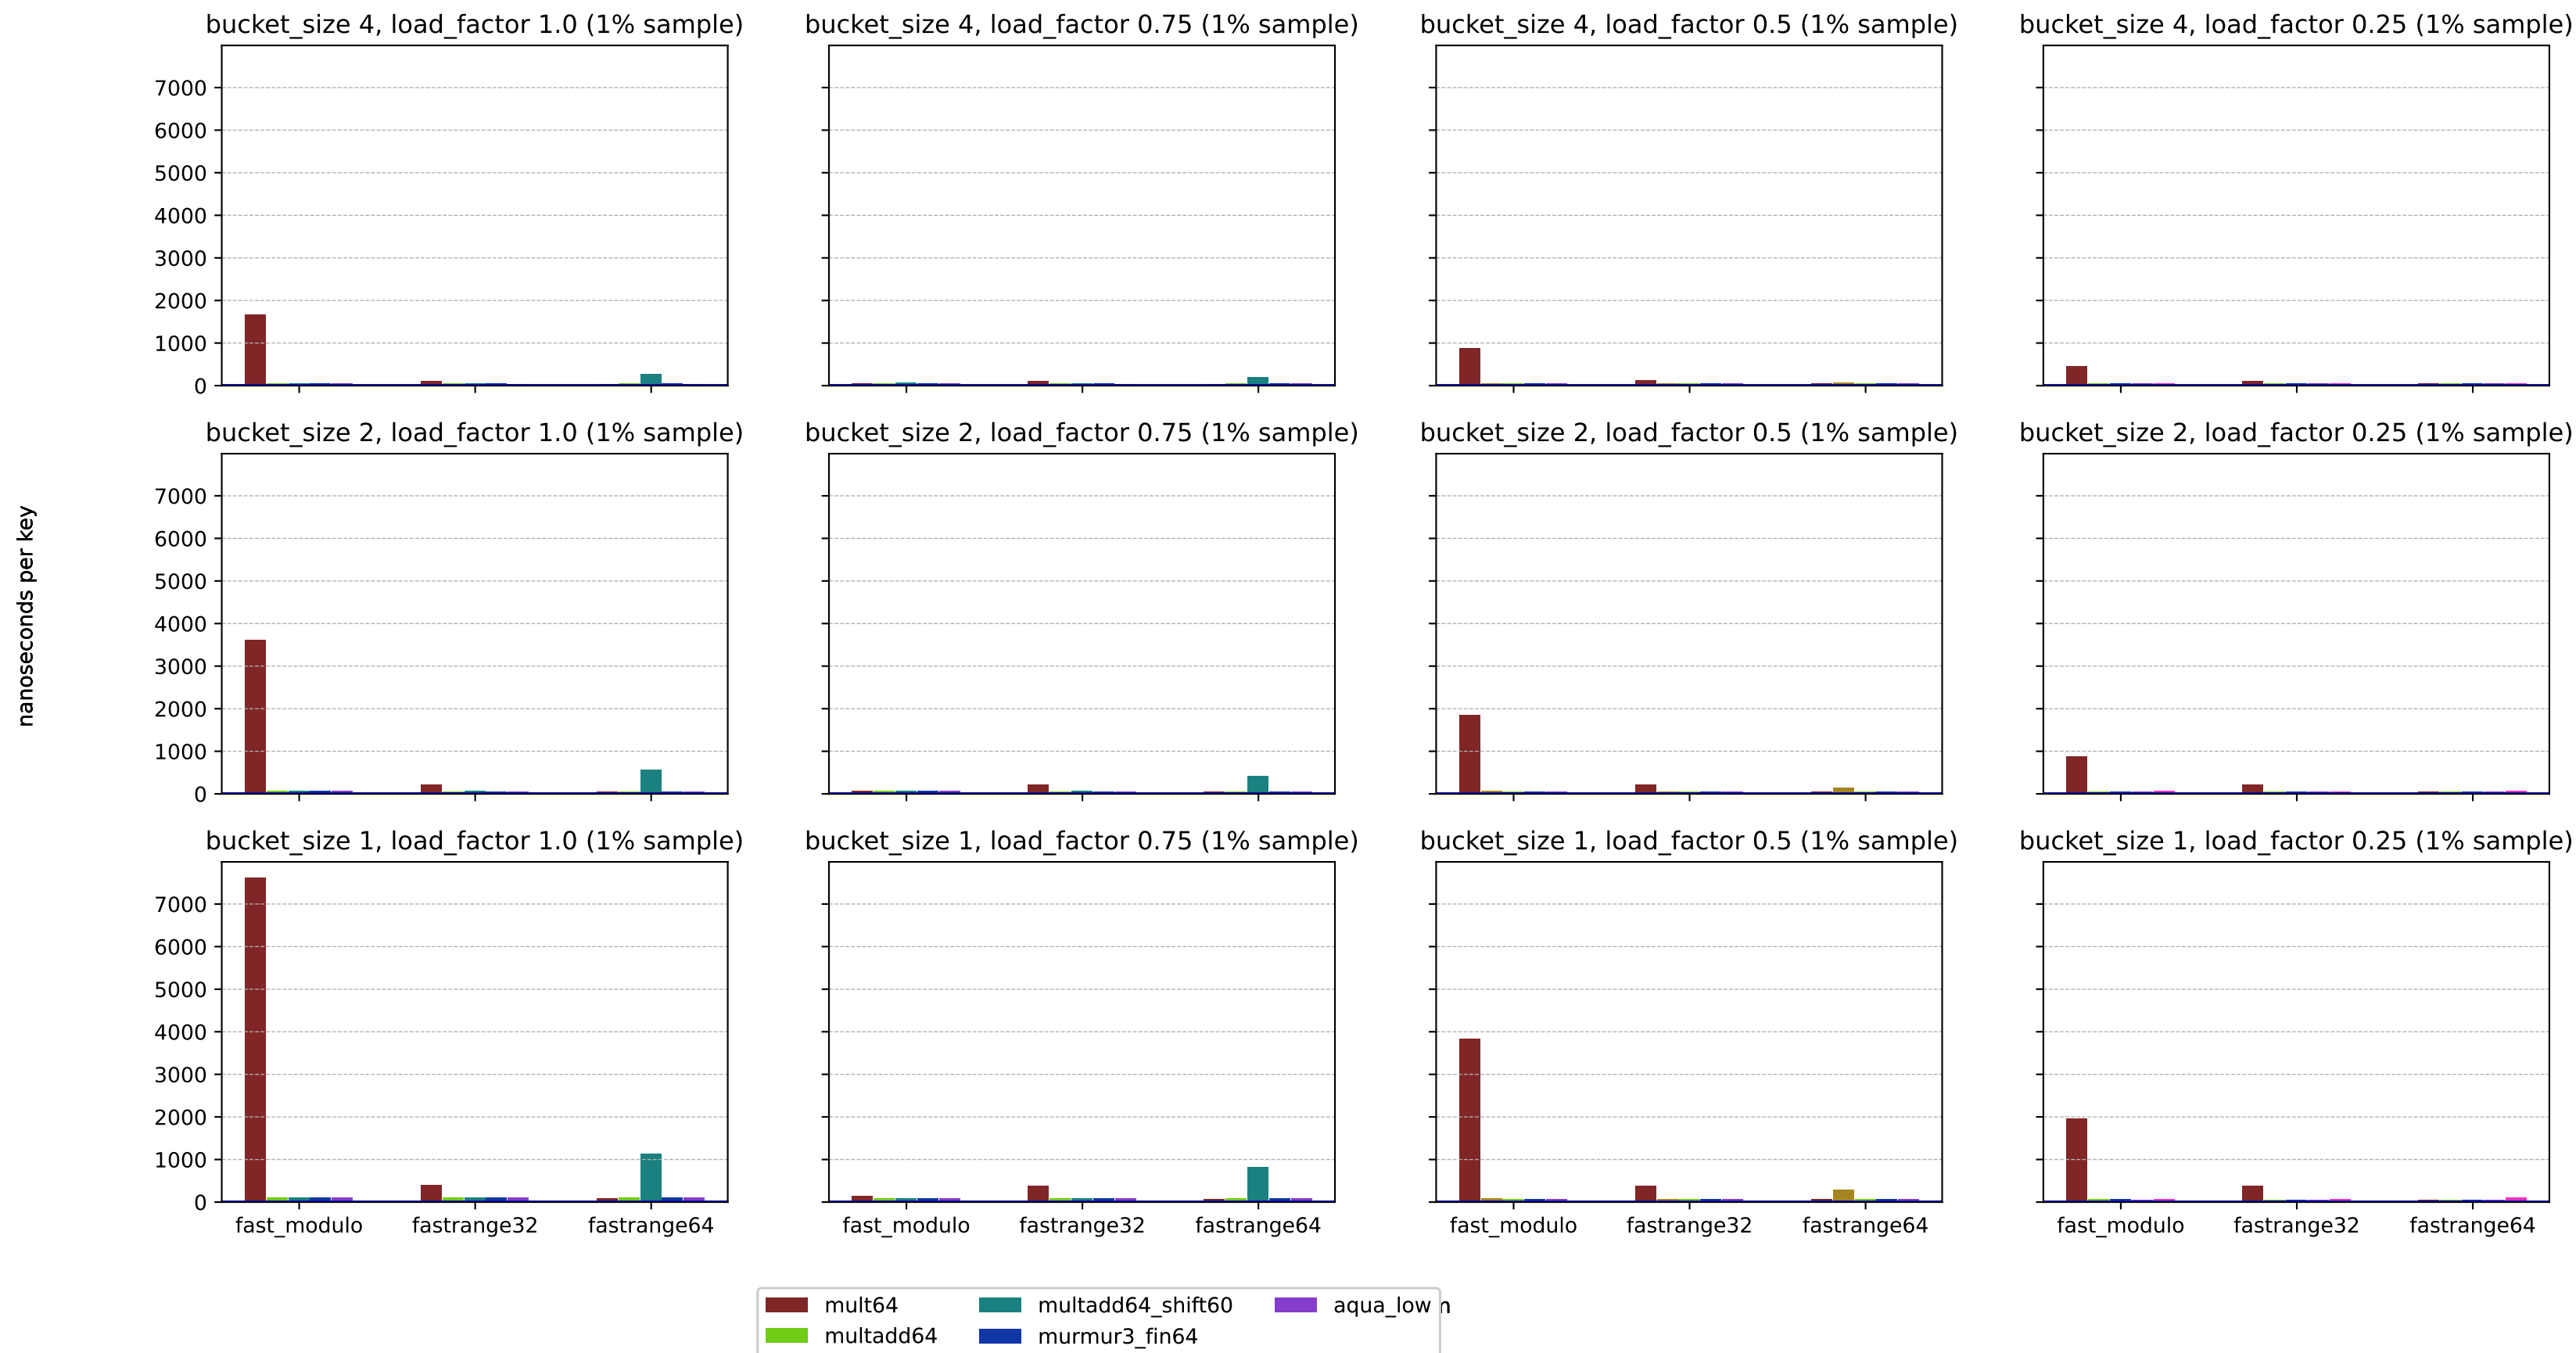 bucket_size 4, load_factor 1.0 (1% sample)
bucket_size 4, load_factor 0.75 (1% sample)
bucket_size 4, load_factor 0.5 (1% sample)
bucket_size 4, load_factor 0.25 (1% sample)
7000
6000
5000
4000
3000
2000
1000
0
bucket_size 2, load_factor 1.0 (1% sample)
bucket_size 2, load_factor 0.75 (1% sample)
bucket_size 2, load_factor 0.5 (1% sample)
bucket_size 2, load_factor 0.25 (1% sample)
nanoseconds per key
7000
6000
5000
4000
3000
2000
1000
0
bucket_size 1, load_factor 1.0 (1% sample)
bucket_size 1, load_factor 0.75 (1% sample)
bucket_size 1, load_factor 0.5 (1% sample)
bucket_size 1, load_factor 0.25 (1% sample)
7000
6000
5000
4000
3000
2000
1000
0
fast_modulo fastrange32 fastrange64
fast_modulo fastrange32 fastrange64
fast_modulo fastrange32 fastrange64
fast_modulo fastrange32 fastrange64
mult64
multadd64
multadd64_shift60
murmur3_fin64
aqua_low